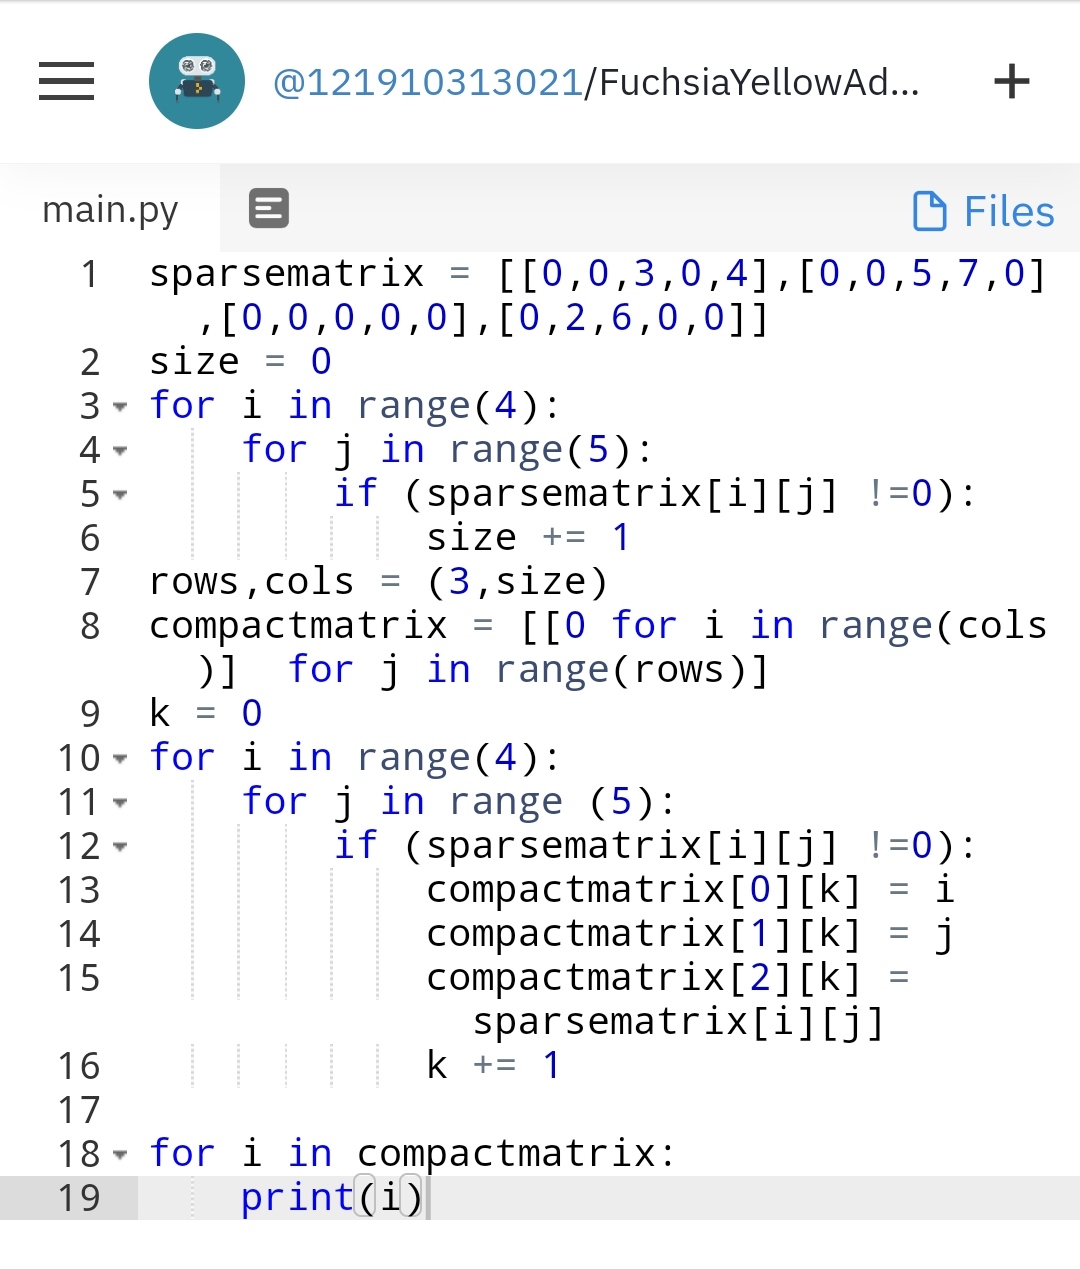 @121910313021/FuchsiaYellowAd... +
main.py Files
1 sparsematrix = [[0,0,3,0,4],[0,0,5,7,0]
,[0,0,0,0,0],[0,2,6,0,0]]
2 size = 0
3 for i in range(4):
4 for j in range(5):
5 if (sparsematrix[i][j] !=0):
6 size += 1
7 rows,cols = (3,size)
8 compactmatrix = [[0 for i in range(cols
)]  for j in range(rows)]
9 k = 0
10 for i in range(4):
11 for j in range (5):
12 if (sparsematrix[i][j] !=0):
13 compactmatrix[0][k] = i
14 compactmatrix[1][k] = j
15 compactmatrix[2][k] =
sparsematrix[i][j]
16 k += 1
17
18 for i in compactmatrix:
19 print(i)